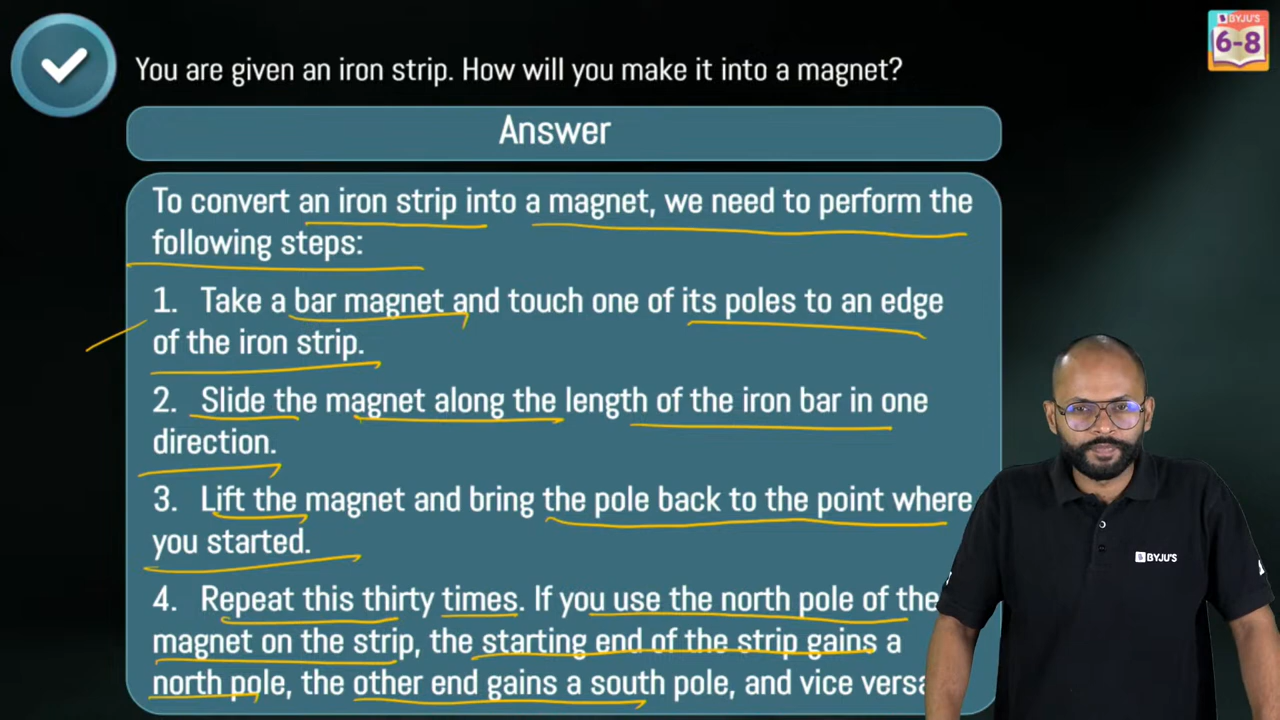 BYJU'S
6-8
You are given an iron strip. How will you make it into a magnet?
Answer
To convert an iron strip into a magnet, we need to perform the
following steps:
1. Take a bar magnet and touch one of its poles to an edge
of the iron strip.
2. Slide the magnet along the length of the iron bar in one
direction.
3. Lift the magnet and bring the pole back to the point where
you started.
4. Repeat this thirty times. If you use the north pole of the
magnet on the strip, the starting end of the strip gains a
north pole, the other end gains a south pole, and vice versa
BYJU'S